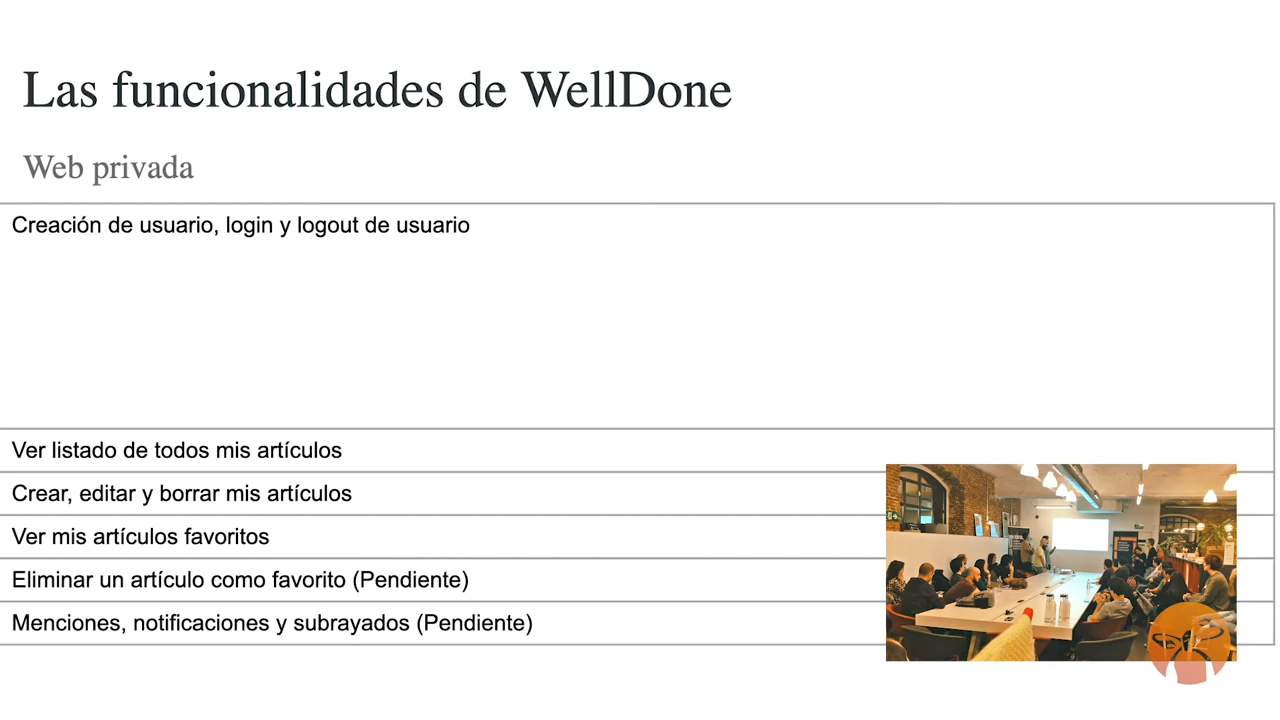 Las funcionalidades de WellDone
Web privada
Creación de usuario, login y logout de usuario
Ver listado de todos mis artículos
Crear, editar y borrar mis artículos
Ver mis artículos favoritos
Eliminar un artículo como favorito (Pendiente)
Menciones, notificaciones y subrayados (Pendiente)